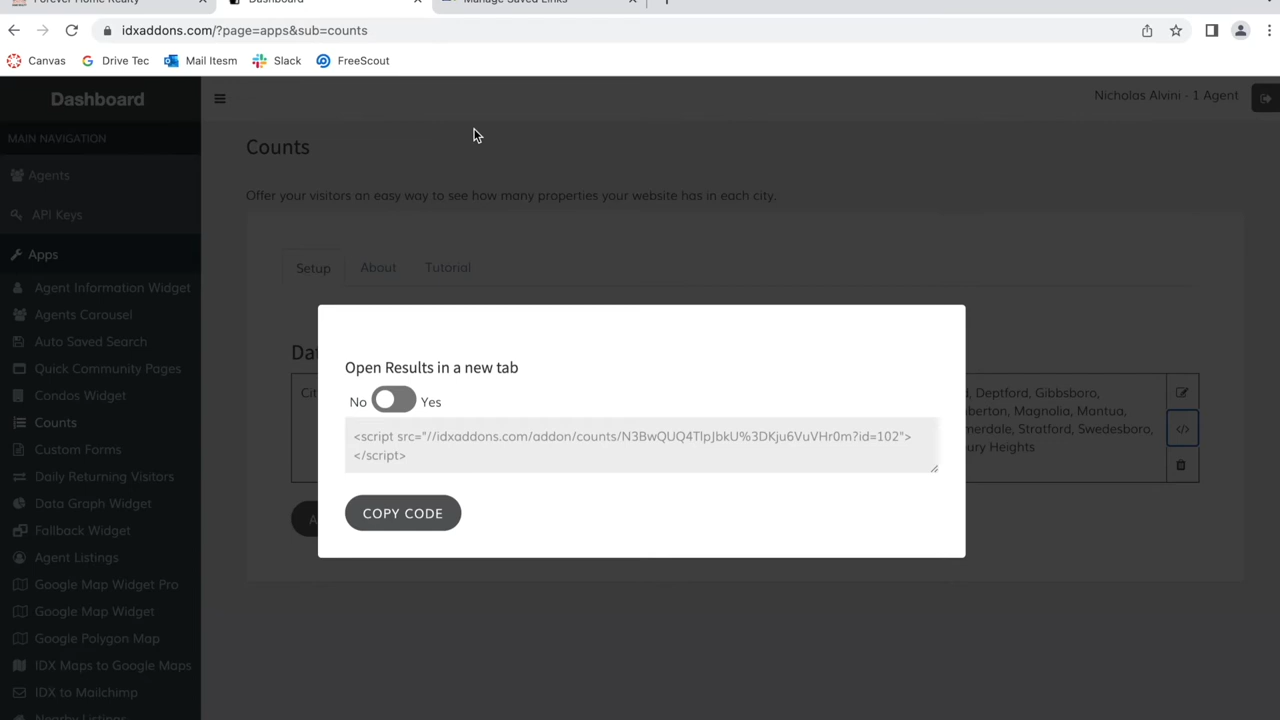 Forever Home Realty
Dashboard
Manage Saved Links
idxaddons.com/?page=apps&sub=counts
Canvas
Drive Tec
Mail Itesm
Slack
FreeScout
Dashboard
Nicholas Alvini - 1 Agent
MAIN NAVIGATION
Agents
API Keys
Apps
Agent Information Widget
Agents Carousel
Auto Saved Search
Quick Community Pages
Condos Widget
Counts
Custom Forms
Daily Returning Visitors
Data Graph Widget
Fallback Widget
Agent Listings
Google Map Widget Pro
Google Map Widget
Google Polygon Map
IDX Maps to Google Maps
IDX to Mailchimp
Nearby Listings
Counts
Offer your visitors an easy way to see how many properties your website has in each city.
Setup
About
Tutorial
Deptford, Gibbsboro,
Magnolia, Mantua,
Stratford, Swedesboro,
Heights
Open Results in a new tab
No
Yes
<script src="//idxaddons.com/addon/counts/N3BwQUQ4TlpJbkU%3DKju6VuVHr0m?id=102">
</script>
COPY CODE